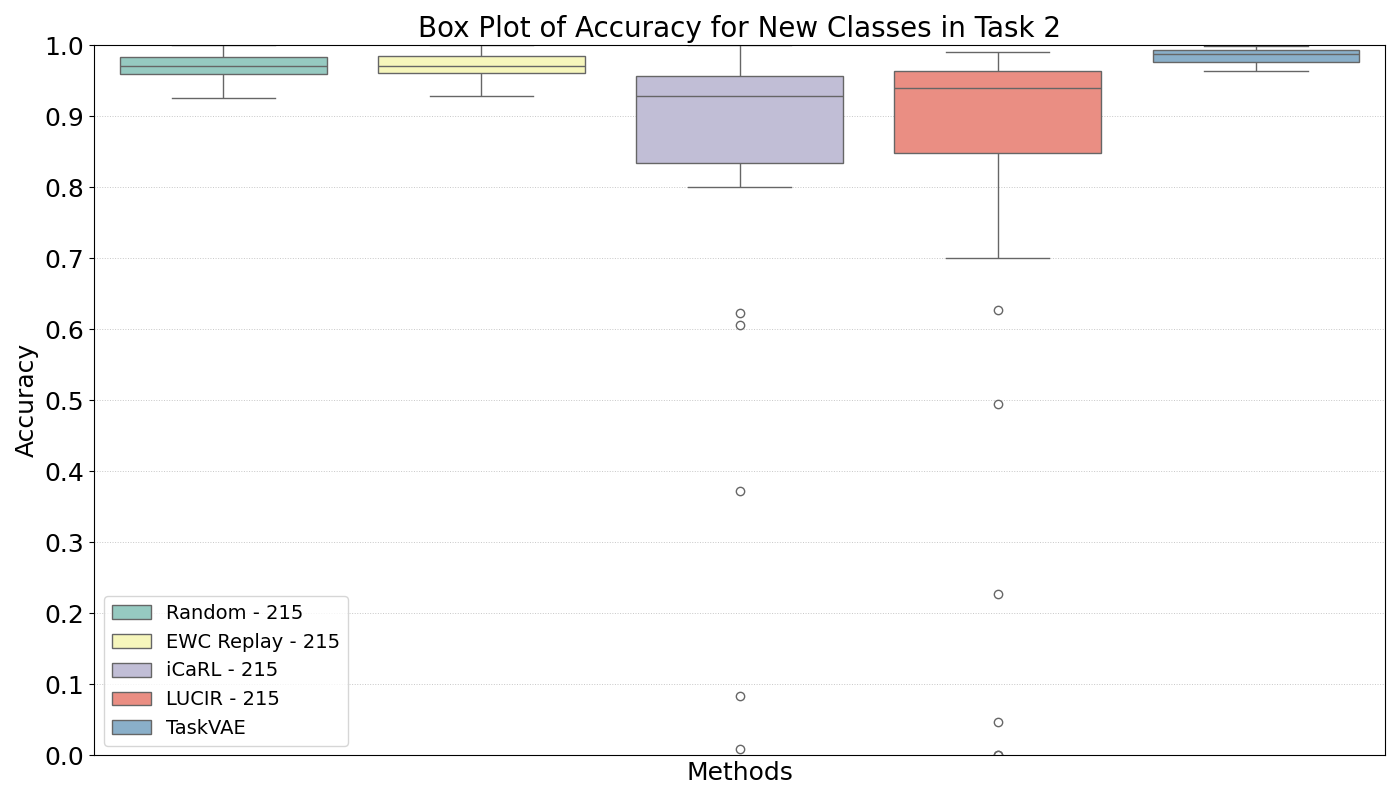 Box Plot of Accuracy for New Classes in Task 2
1.0
0.9
0.8
0.7
0.6
0.5
0.4
0.3
0.2
0.1
0.0
Accuracy
Random - 215
EWC Replay - 215
iCaRL - 215
LUCIR - 215
TaskVAE
Methods